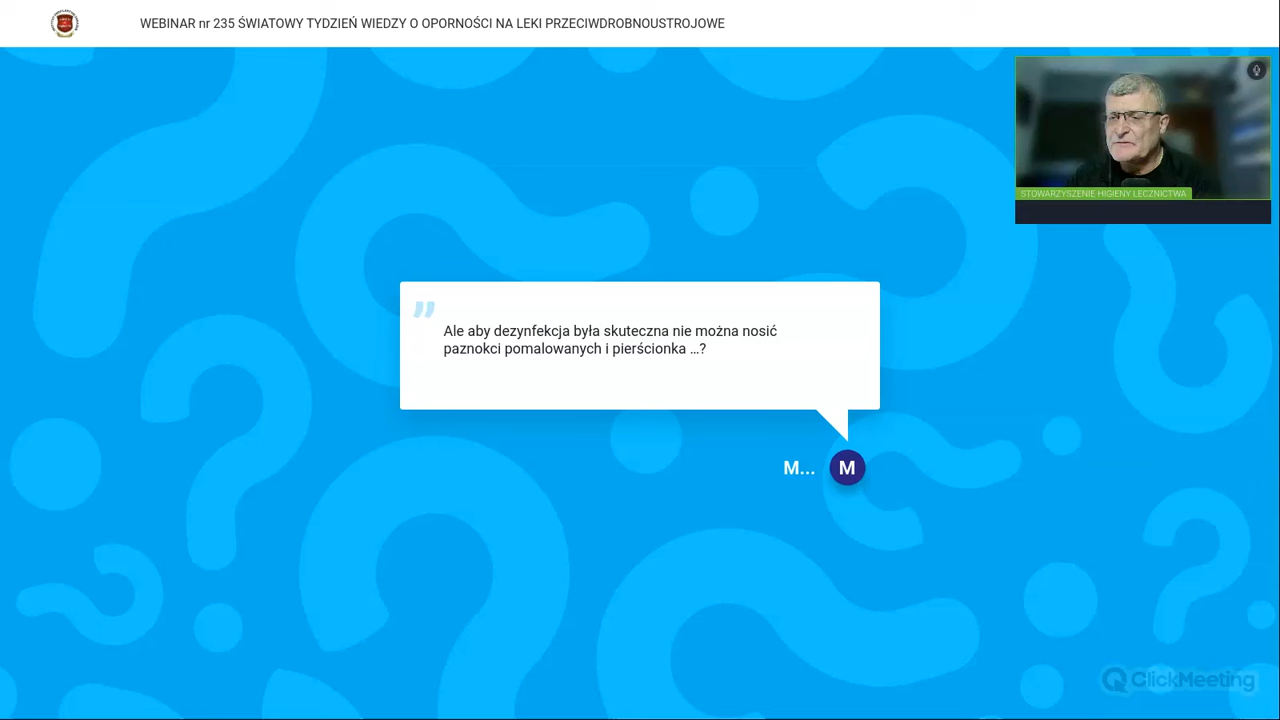 WEBINAR nr 235 ŚWIATOWY TYDZIEŃ WIEDZY O OPORNOŚCI NA LEKI PRZECIWDROBNOUSTROJOWE
STOWARZYSZENIE HIGIENY LECZNICTWA
Ale aby dezynfekcja była skuteczna nie można nosić
paznokci pomalowanych i pierścionka ...?
M...
M
ClickMeeting